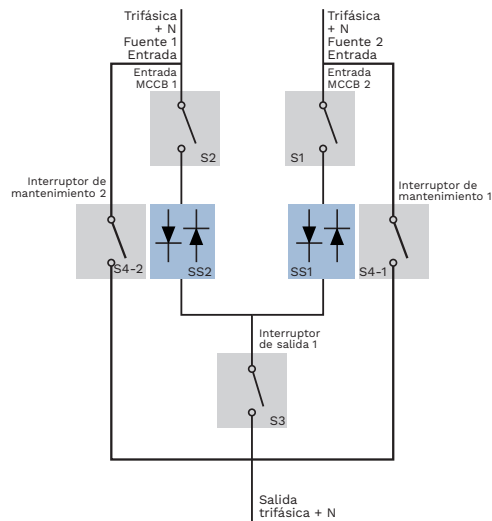 Trifásica
+ N
Fuente 1
Entrada
Trifásica
+ N
Fuente 2
Entrada
Entrada
MCCB 1
Entrada
MCCB 2
S2
S1
Interruptor de
mantenimiento 2
Interruptor de
mantenimiento 1
S4-2
SS2
SS1
S4-1
Interruptor
de salida 1
S3
Salida
trifásica + N